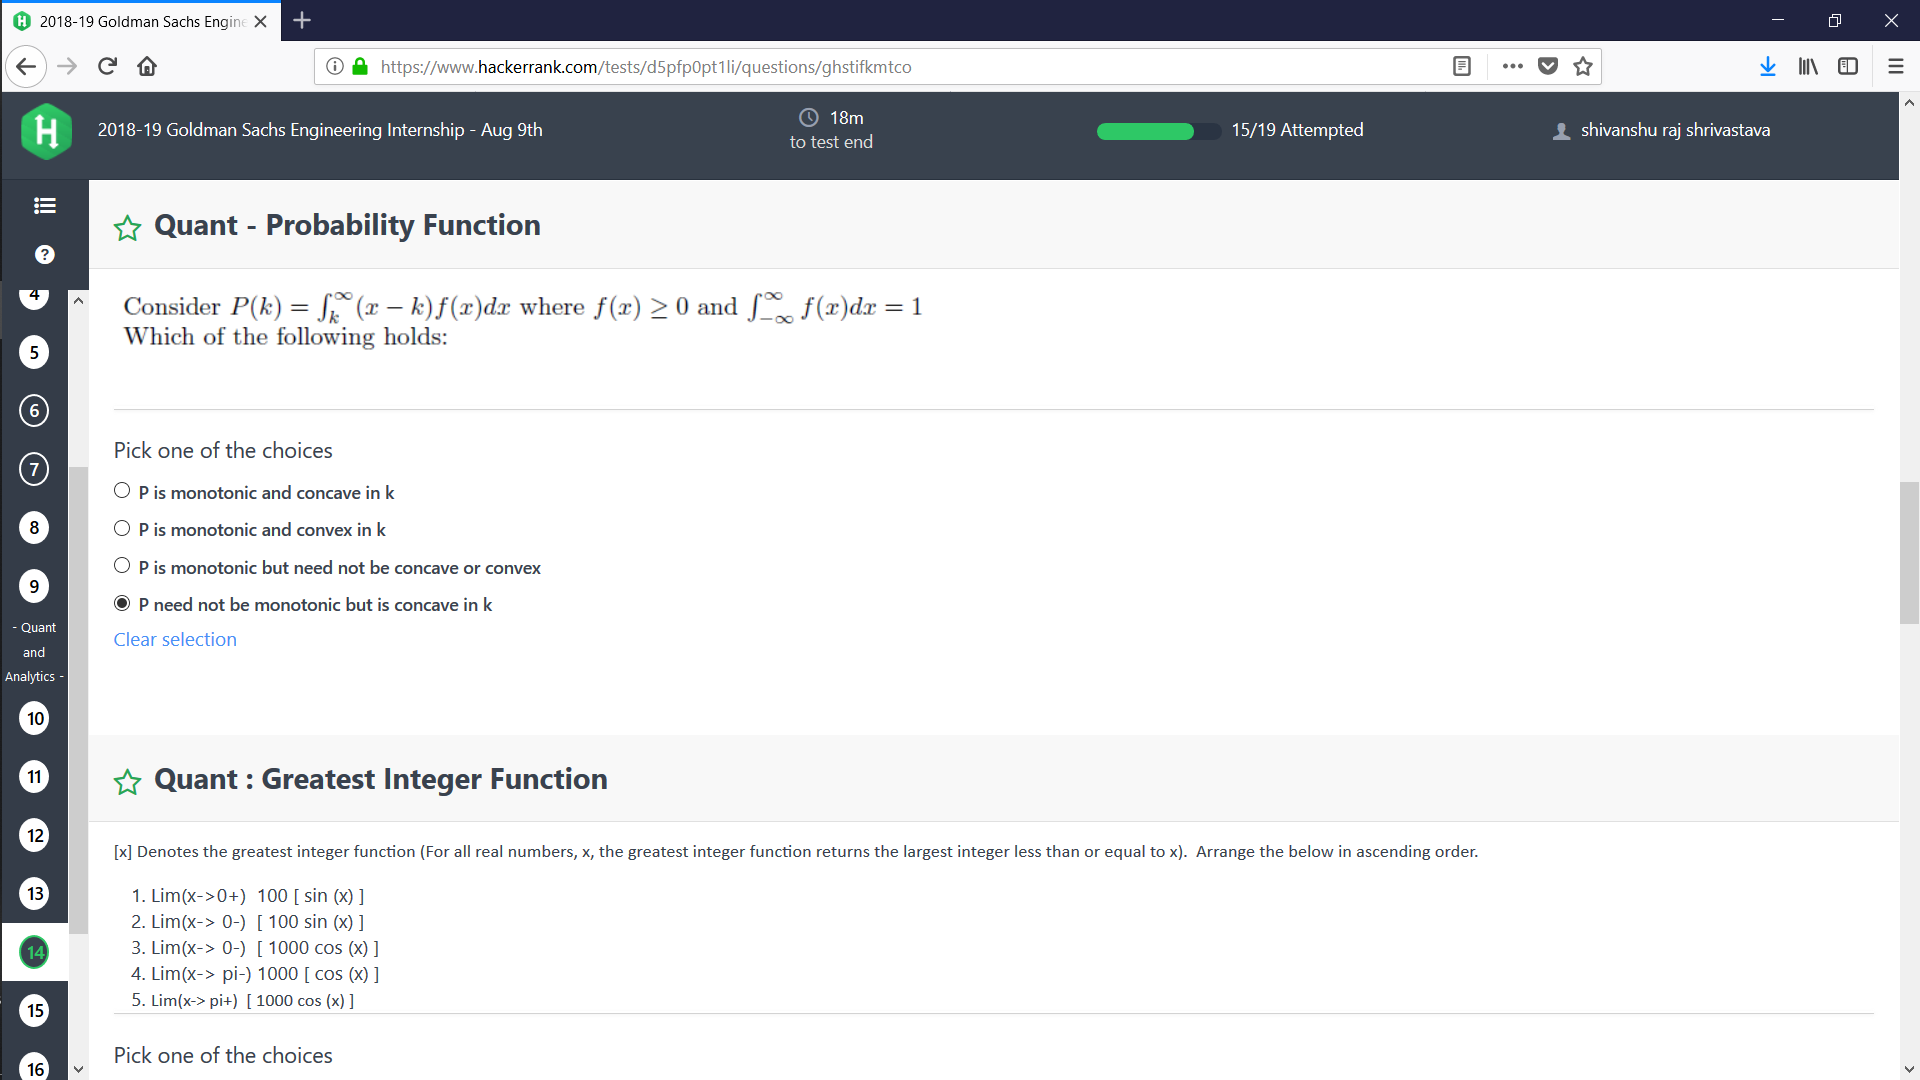 2018-19 Goldman Sachs Engine
https://www.hackerrank.com/tests/d5pfp0pt1li/questions/ghstifkmtco
H
2018-19 Goldman Sachs Engineering Internship - Aug 9th
18m
to test end
15/19 Attempted
shivanshu raj shrivastava
?
4
5
6
7
8
9
- Quant
and
Analytics -
10
11
12
13
14
15
16
Quant - Probability Function
Consider P(k) = ∫_k^∞ (x − k)f(x)dx where f(x) ≥ 0 and ∫_{−∞}^∞ f(x)dx = 1
Which of the following holds:
Pick one of the choices
P is monotonic and concave in k
P is monotonic and convex in k
P is monotonic but need not be concave or convex
P need not be monotonic but is concave in k
Clear selection
Quant : Greatest Integer Function
[x] Denotes the greatest integer function (For all real numbers, x, the greatest integer function returns the largest integer less than or equal to x).  Arrange the below in ascending order.
1. Lim(x->0+)  100 [ sin (x) ]
2. Lim(x-> 0-)  [ 100 sin (x) ]
3. Lim(x-> 0-)  [ 1000 cos (x) ]
4. Lim(x-> pi-) 1000 [ cos (x) ]
5. Lim(x-> pi+)  [ 1000 cos (x) ]
Pick one of the choices